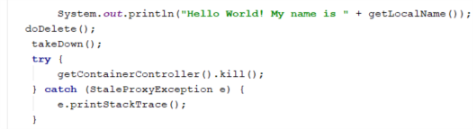 System.out.println("Hello World! My name is " + getLocalName());
doDelete();
takeDown();
try {
getContainerController().kill();
} catch (StaleProxyException e) {
e.printStackTrace();
}